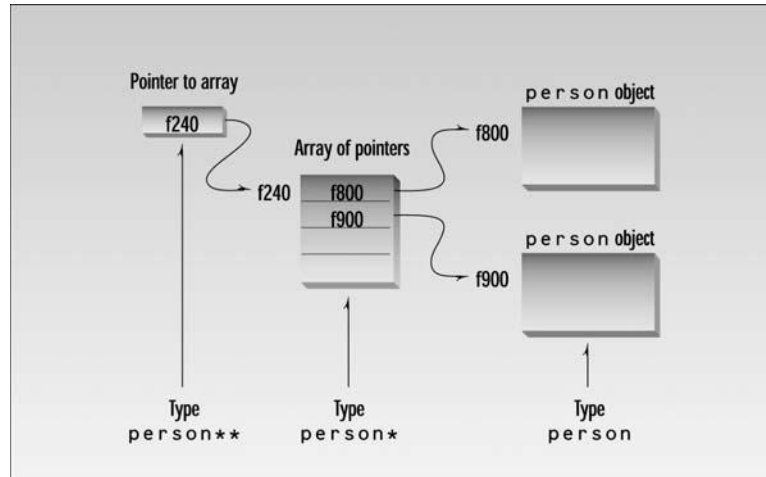 Pointer to array
f240
Array of pointers
f240
f800
f900
person object
f800
person object
f900
Type
person**
Type
person*
Type
person